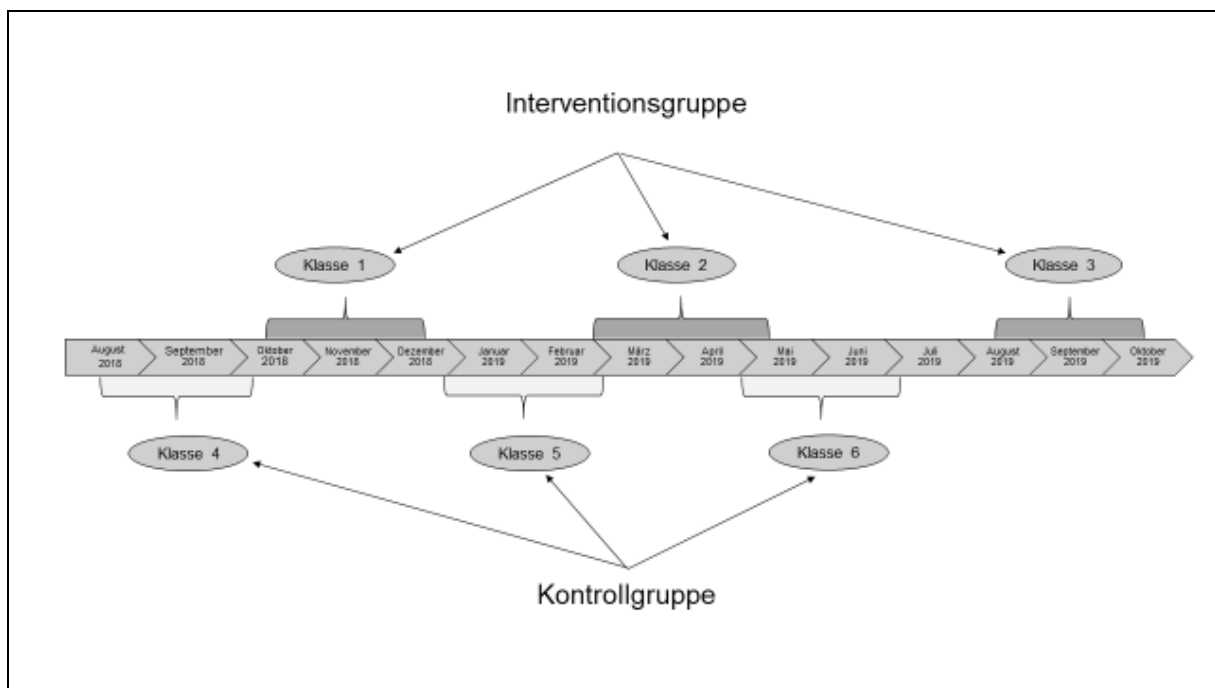 Interventionsgruppe
Klasse 1
Klasse 2
Klasse 3
August
2018
September
2018
Oktober
2018
November
2018
Dezember
2018
Januar
2019
Februar
2019
März
2019
April
2019
Mai
2019
Juni
2019
Juli
2019
August
2019
September
2019
Oktober
2019
Klasse 4
Klasse 5
Klasse 6
Kontrollgruppe